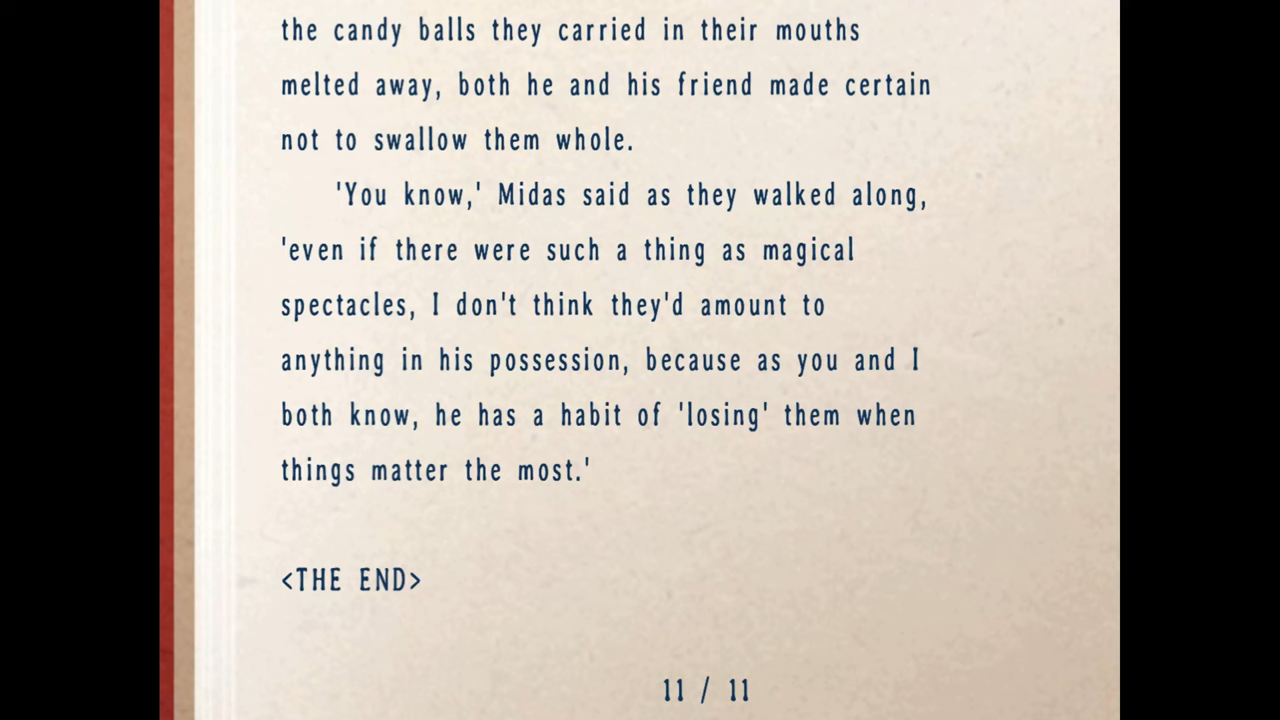 the candy balls they carried in their mouths
melted away, both he and his friend made certain
not to swallow them whole.
'You know,' Midas said as they walked along,
'even if there were such a thing as magical
spectacles, I don't think they'd amount to
anything in his possession, because as you and I
both know, he has a habit of 'losing' them when
things matter the most.'
<THE END>
11 / 11